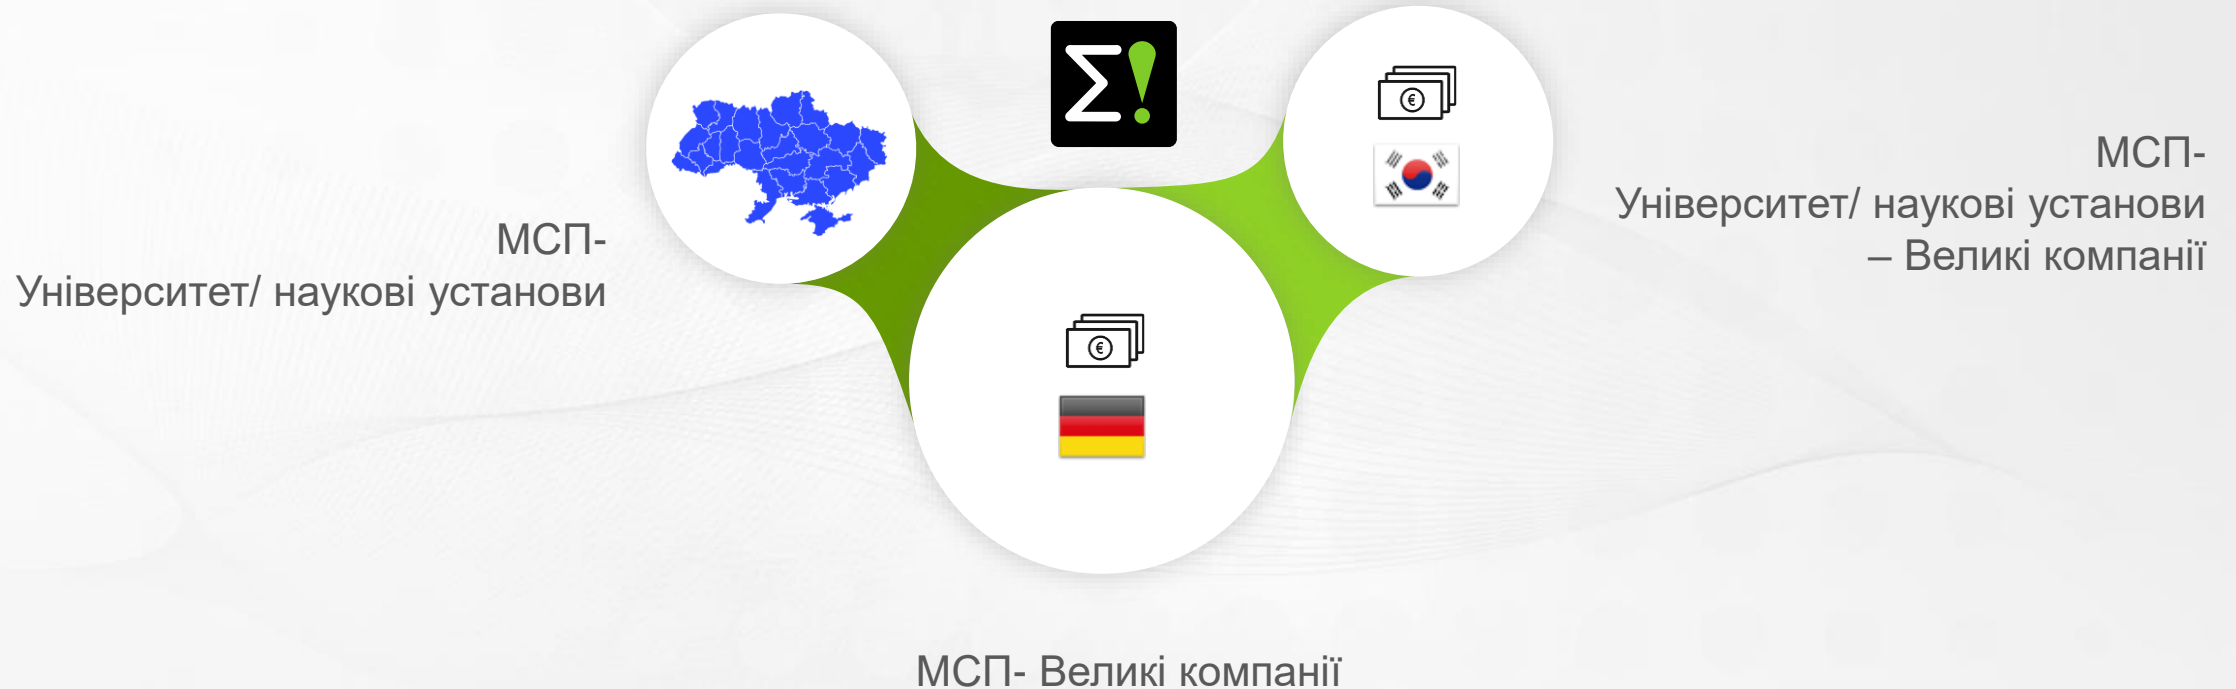 Σ!
МСП-
Університет/ наукові установи
МСП-
Університет/ наукові установи
– Великі компанії
€
€
МСП- Великі компанії